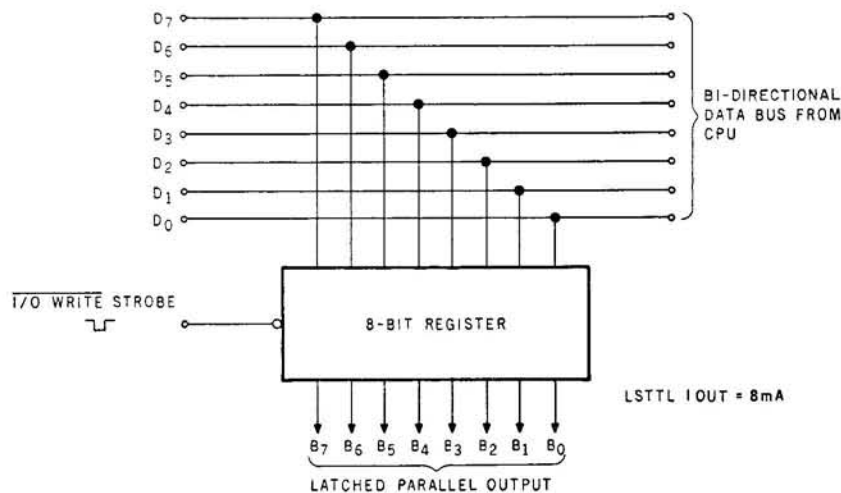 D7
D6
D5
D4
D3
D2
D1
D0
BI-DIRECTIONAL
DATA BUS FROM
CPU
I/O WRITE STROBE
8-BIT REGISTER
LSTTL IOUT = 8mA
B7 B6 B5 B4 B3 B2 B1 B0
LATCHED PARALLEL OUTPUT